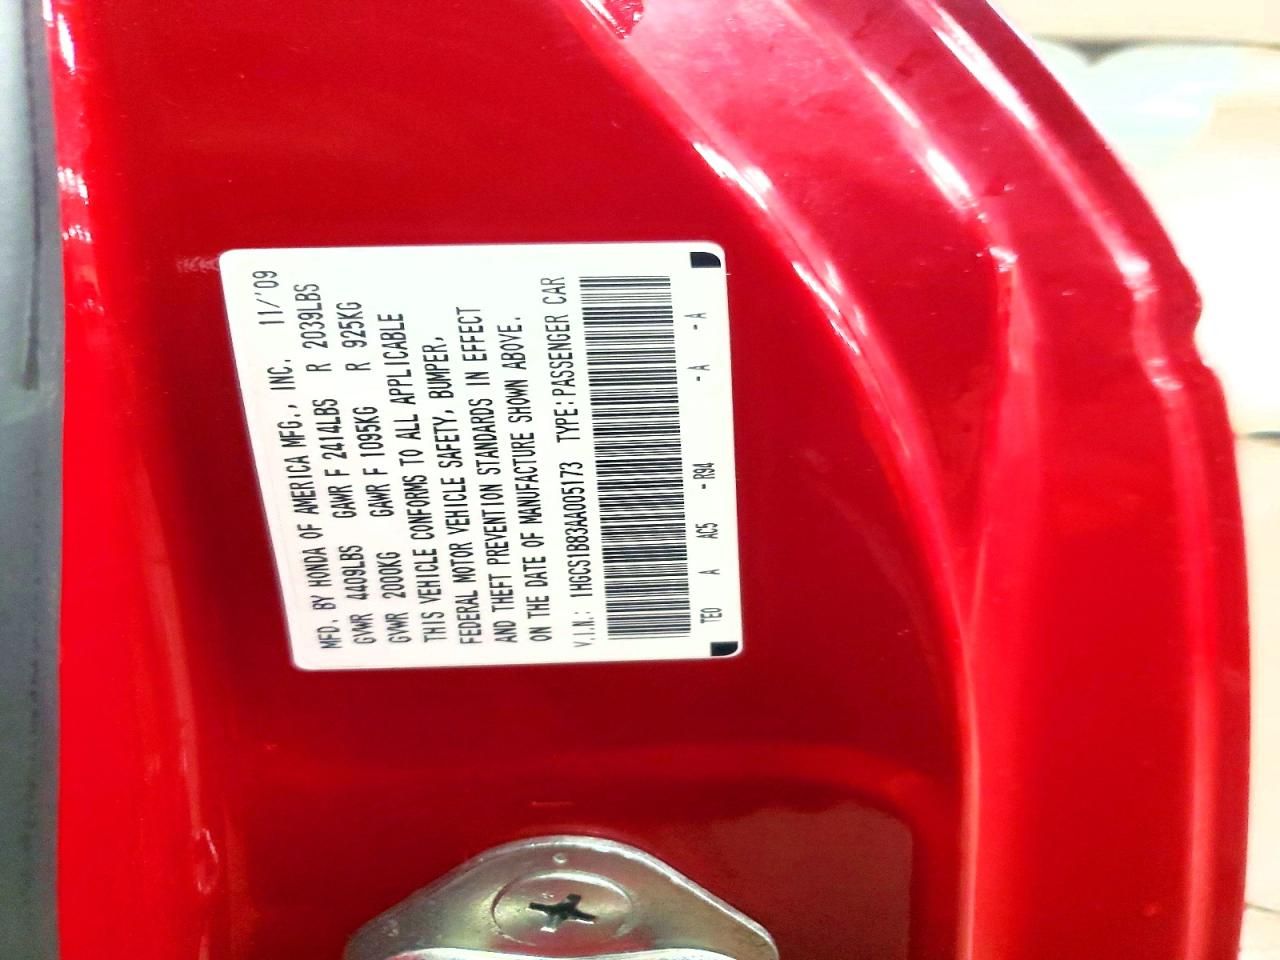 MFD. BY HONDA OF AMERICA MFG., INC. 11/'09
GVWR 4409LBS GAWR F 2414LBS R 2039LBS
GVWR 2000KG GAWR F 1095KG R 925KG
THIS VEHICLE CONFORMS TO ALL APPLICABLE
FEDERAL MOTOR VEHICLE SAFETY, BUMPER,
AND THEFT PREVENTION STANDARDS IN EFFECT
ON THE DATE OF MANUFACTURE SHOWN ABOVE.
V.I.N.: 1HGCS1B83AA005173 TYPE: PASSENGER CAR
TE0 A AC5 - R94 - A - A